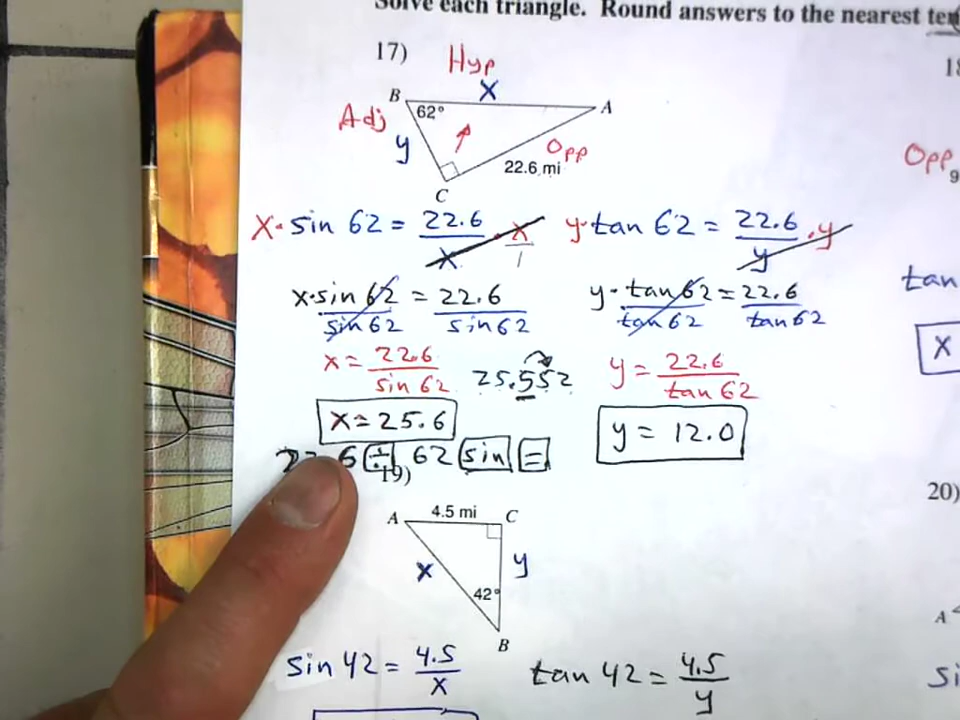 Solve each triangle. Round answers to the nearest
17)
Hyp
x
B
A
Adj
62°
y
Opp
22.6 mi
C
Opp
x·sin 62 = 22.6/x · x/1
y·tan 62 = 22.6/y · y
x·sin 62/sin 62 = 22.6/sin 62
y·tan 62/tan 62 = 22.6/tan 62
tan
x = 22.6/sin 62
25.552
y = 22.6/tan 62
x
x = 25.6
y = 12.0
6 ÷ 62 sin =
19)
20)
4.5 mi
A
C
x
y
42°
B
A
sin 42 = 4.5/x
tan 42 = 4.5/y